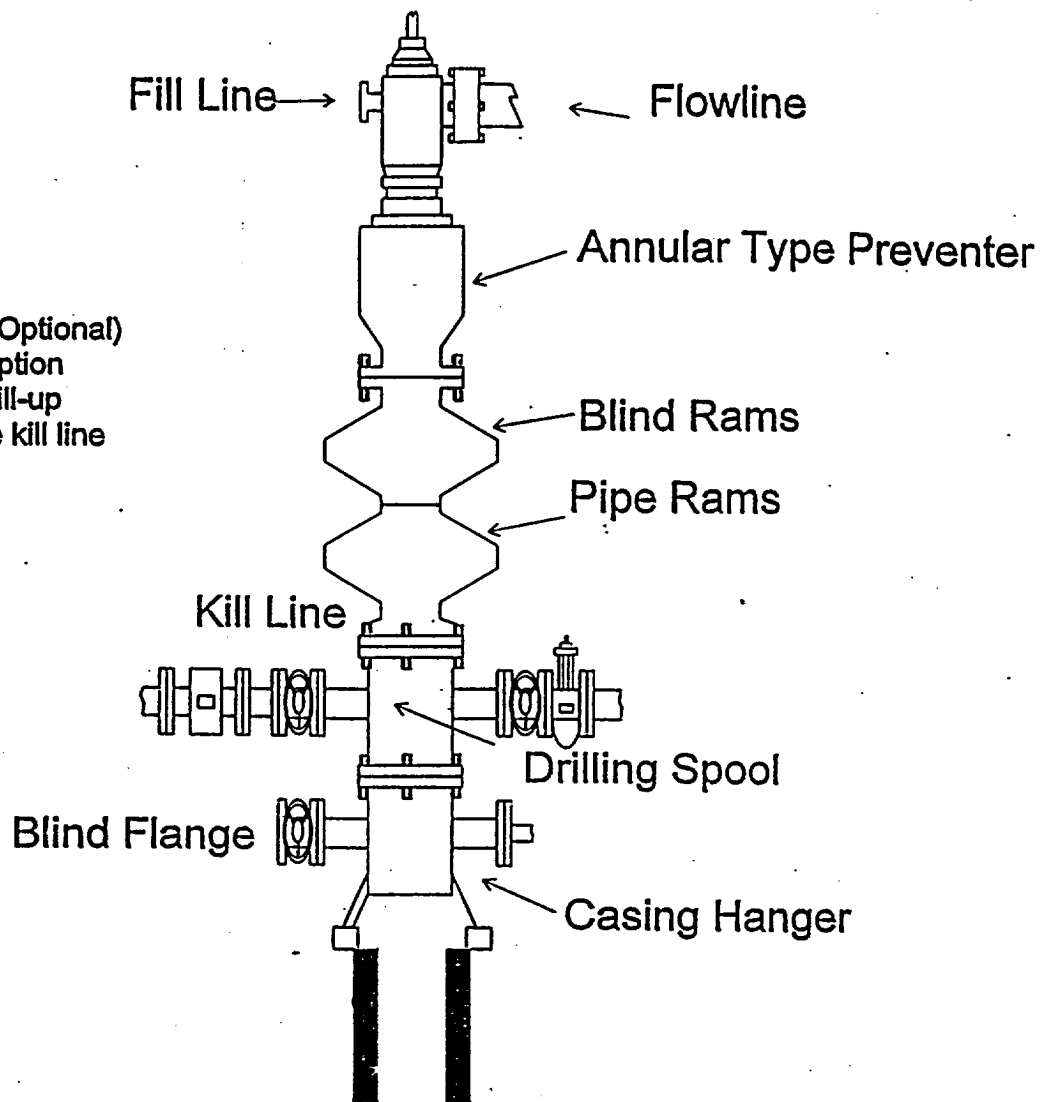 Fill Line
Flowline
Annular Type Preventer
Optional)
ption
ill-up
kill line
Blind Rams
Pipe Rams
Kill Line
Drilling Spool
Blind Flange
Casing Hanger